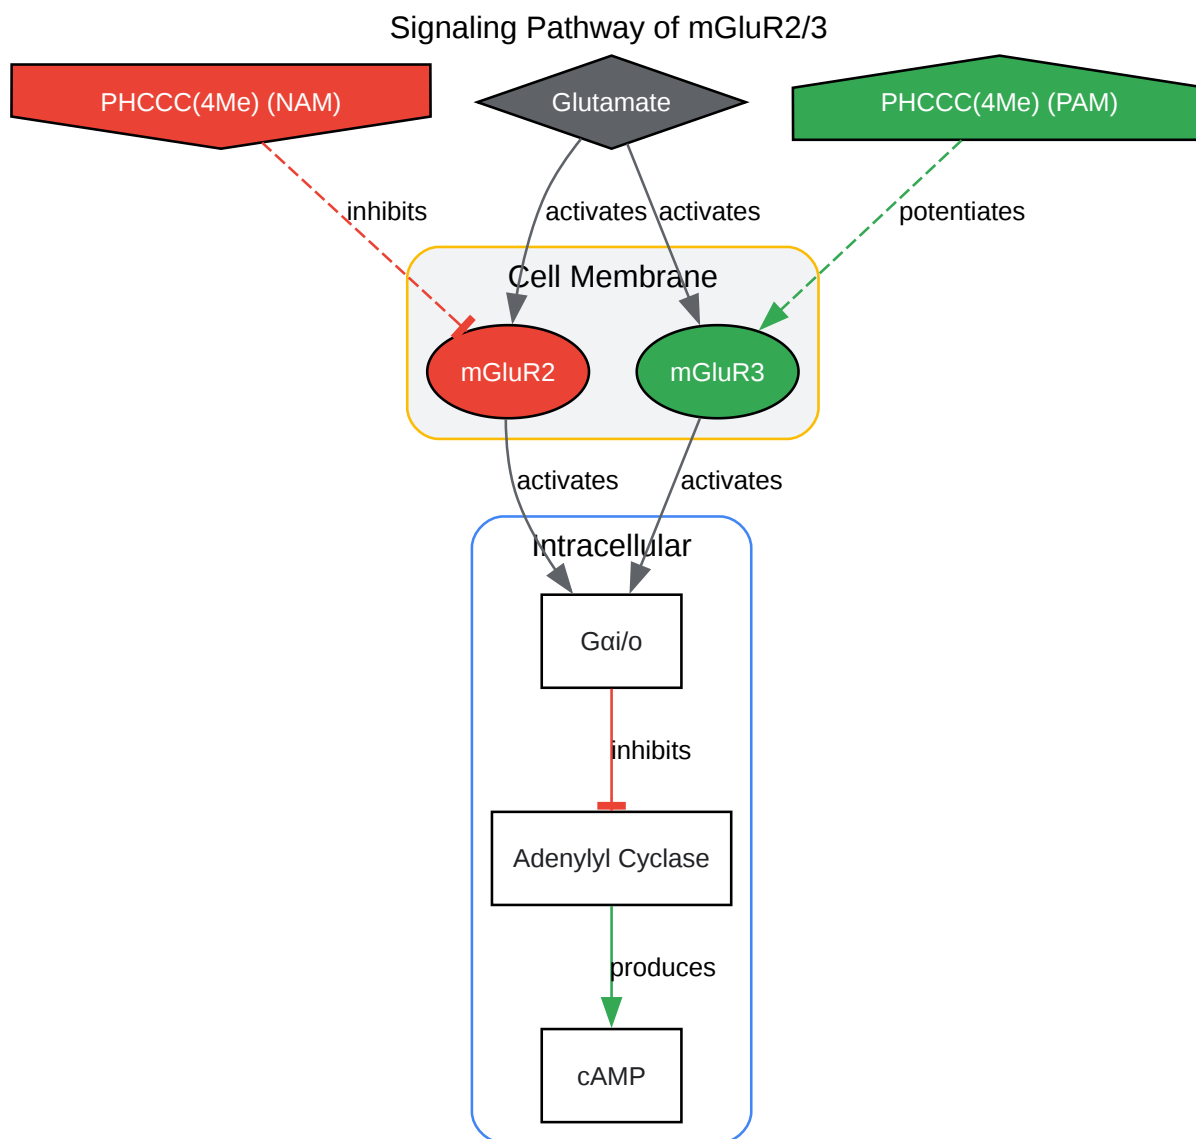 Signaling Pathway of mGluR2/3
PHCCC(4Me) (NAM)
Glutamate
PHCCC(4Me) (PAM)
inhibits
activates
activates
potentiates
Cell Membrane
mGluR2
mGluR3
activates
activates
Intracellular
Gαi/o
inhibits
Adenylyl Cyclase
produces
cAMP